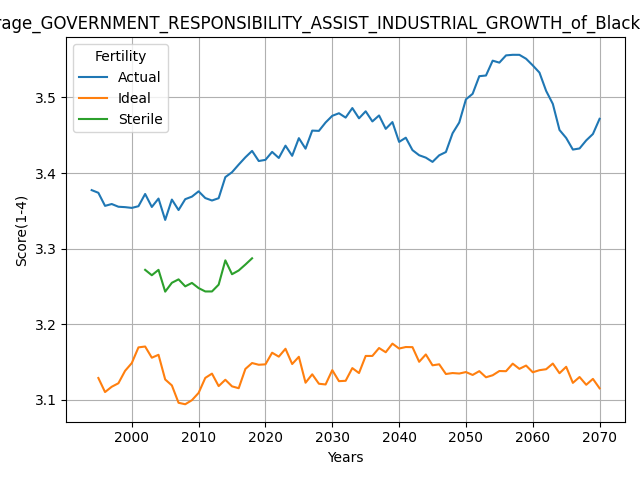 rage_GOVERNMENT_RESPONSIBILITY_ASSIST_INDUSTRIAL_GROWTH_of_Black
Fertility
Actual
Ideal
Sterile
Score(1-4)
3.5
3.4
3.3
3.2
3.1
2000 2010 2020 2030 2040 2050 2060 2070
Years